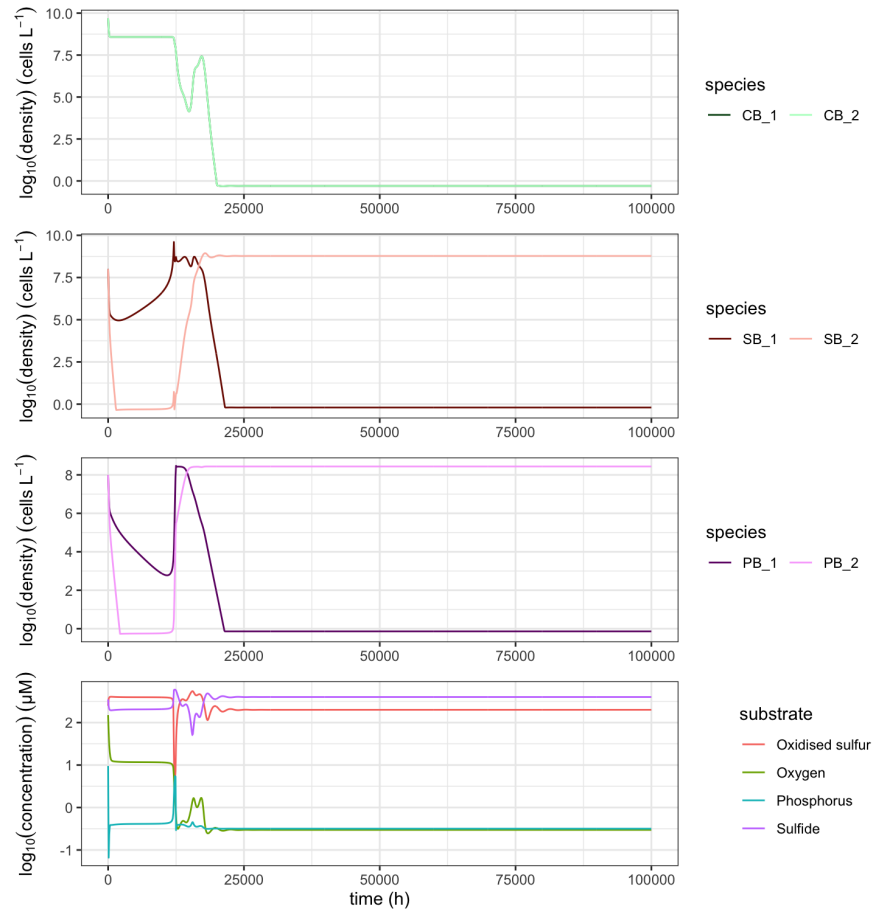 log₁₀(density) (cells L⁻¹)
10.0
7.5
5.0
2.5
0.0
0 25000 50000 75000 100000
species
CB_1 CB_2
log₁₀(density) (cells L⁻¹)
10.0
7.5
5.0
2.5
0.0
0 25000 50000 75000 100000
species
SB_1 SB_2
log₁₀(density) (cells L⁻¹)
8
6
4
2
0
0 25000 50000 75000 100000
species
PB_1 PB_2
log₁₀(concentration) (μM)
2
1
0
-1
0 25000 50000 75000 100000
time (h)
substrate
Oxidised sulfur
Oxygen
Phosphorus
Sulfide